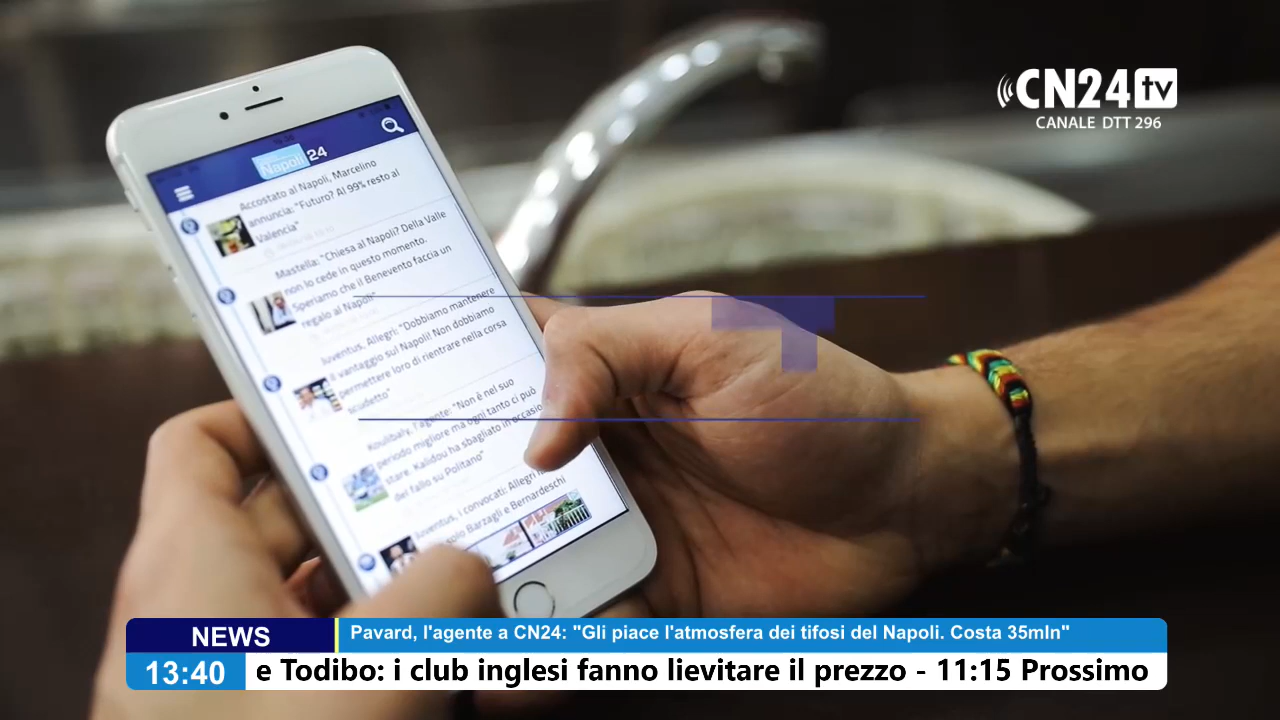 CN24 tv
CANALE DTT 296
Napoli 24
Accostato al Napoli, Marcelino
annuncia: "Futuro? Al 99% resto al
Valencia"
Mastella: "Chiesa al Napoli? Della Valle
non lo cede in questo momento.
Speriamo che il Benevento faccia un
regalo al Napoli"
Juventus, Allegri: "Dobbiamo mantenere
il vantaggio sul Napoli! Non dobbiamo
permettere loro di rientrare nella corsa
scudetto"
Koulibaly, l'agente: "Non è nel suo
periodo migliore ma ogni tanto ci può
stare. Kalidou ha sbagliato in occasio
del fallo su Politano"
Juventus, i convocati: Allegri
solo Barzagli e Bernardeschi
NEWS
Pavard, l'agente a CN24: "Gli piace l'atmosfera dei tifosi del Napoli. Costa 35mln"
13:40
e Todibo: i club inglesi fanno lievitare il prezzo - 11:15 Prossimo